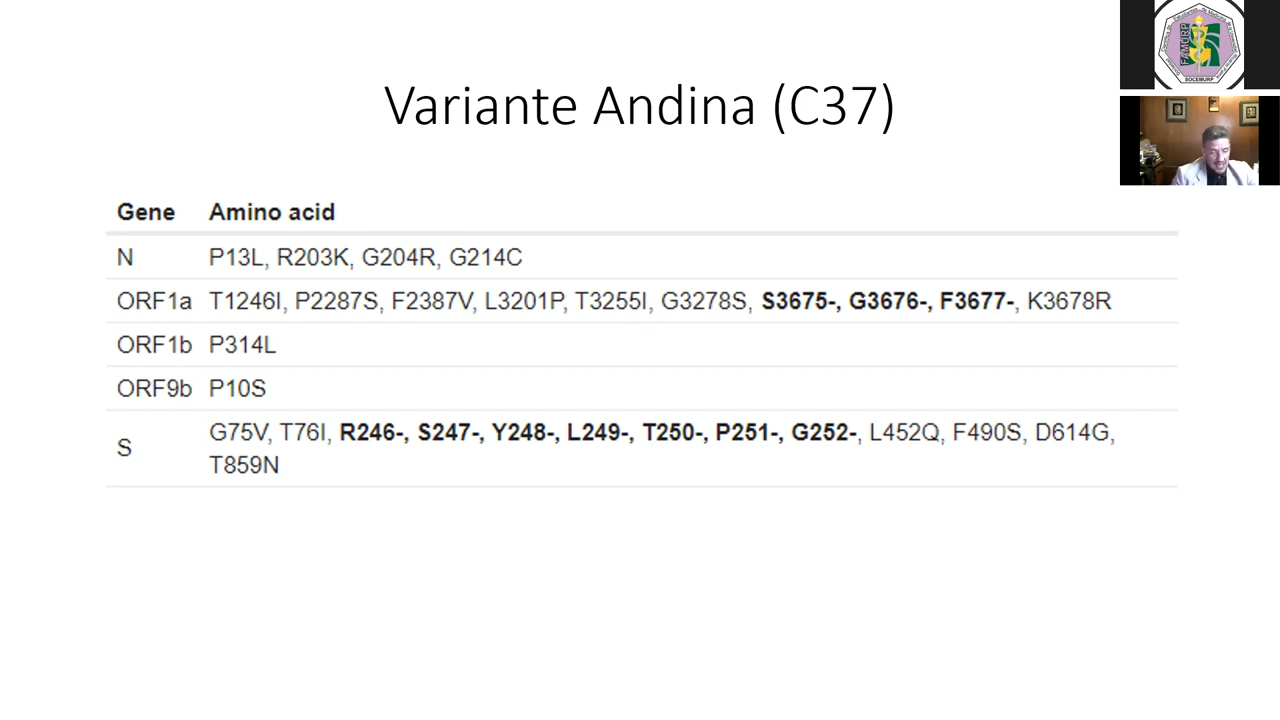 Variante Andina (C37)
Gene Amino acid
N P13L, R203K, G204R, G214C
ORF1a T1246I, P2287S, F2387V, L3201P, T3255I, G3278S, S3675-, G3676-, F3677-, K3678R
ORF1b P314L
ORF9b P10S
S G75V, T76I, R246-, S247-, Y248-, L249-, T250-, P251-, G252-, L452Q, F490S, D614G,
T859N
FAMURP
SOCEMURP